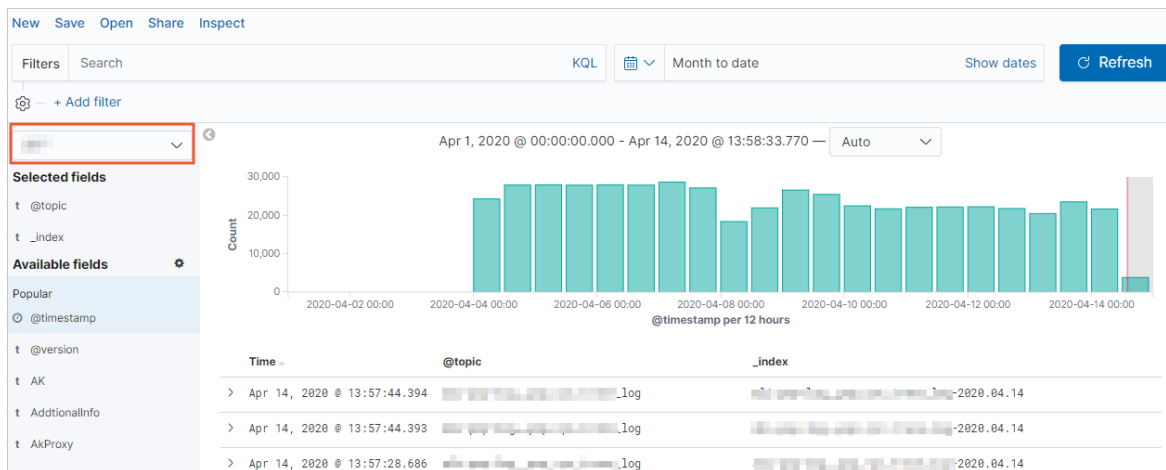 New Save Open Share Inspect
Filters Search KQL Month to date Show dates Refresh
+ Add filter
Apr 1, 2020 @ 00:00:00.000 - Apr 14, 2020 @ 13:58:33.770 — Auto
Selected fields
t @topic
t _index
Available fields
Popular
@timestamp
t @version
t AK
t AddtionalInfo
t AkProxy
30,000
20,000
10,000
0
Count
2020-04-02 00:00 2020-04-04 00:00 2020-04-06 00:00 2020-04-08 00:00 2020-04-10 00:00 2020-04-12 00:00 2020-04-14 00:00
@timestamp per 12 hours
Time @topic _index
Apr 14, 2020 @ 13:57:44.394 _log -2020.04.14
Apr 14, 2020 @ 13:57:44.393 _log -2020.04.14
Apr 14, 2020 @ 13:57:28.686 _log -2020.04.14